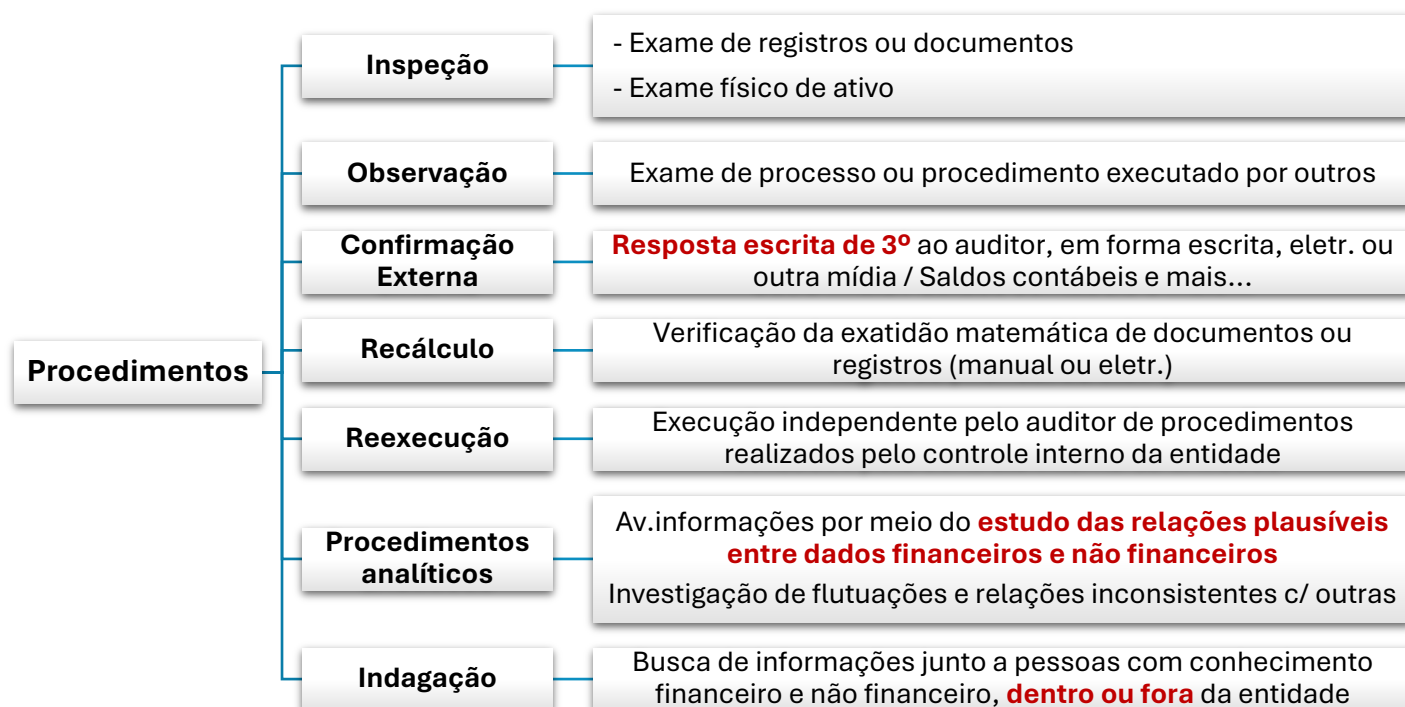 Procedimentos
Inspeção
- Exame de registros ou documentos
- Exame físico de ativo
Observação
Exame de processo ou procedimento executado por outros
Confirmação
Externa
Resposta escrita de 3º ao auditor, em forma escrita, eletr. ou
outra mídia / Saldos contábeis e mais...
Recálculo
Verificação da exatidão matemática de documentos ou
registros (manual ou eletr.)
Reexecução
Execução independente pelo auditor de procedimentos
realizados pelo controle interno da entidade
Procedimentos
analíticos
Av.informações por meio do estudo das relações plausíveis
entre dados financeiros e não financeiros
Investigação de flutuações e relações inconsistentes c/ outras
Indagação
Busca de informações junto a pessoas com conhecimento
financeiro e não financeiro, dentro ou fora da entidade